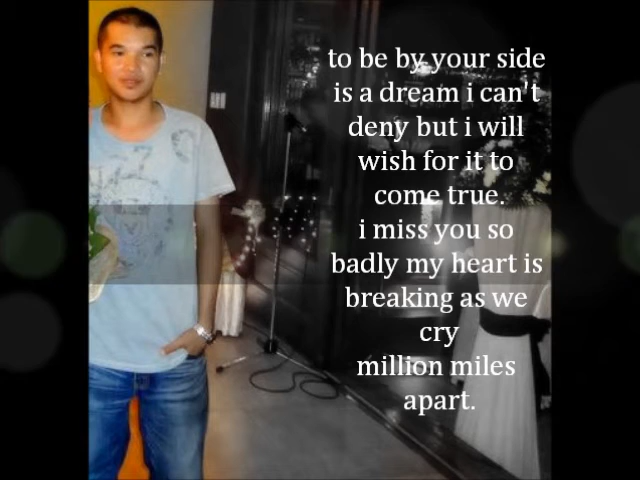 to be by your side
is a dream i can't
deny but i will
wish for it to
come true.
i miss you so
badly my heart is
breaking as we
cry
million miles
apart.